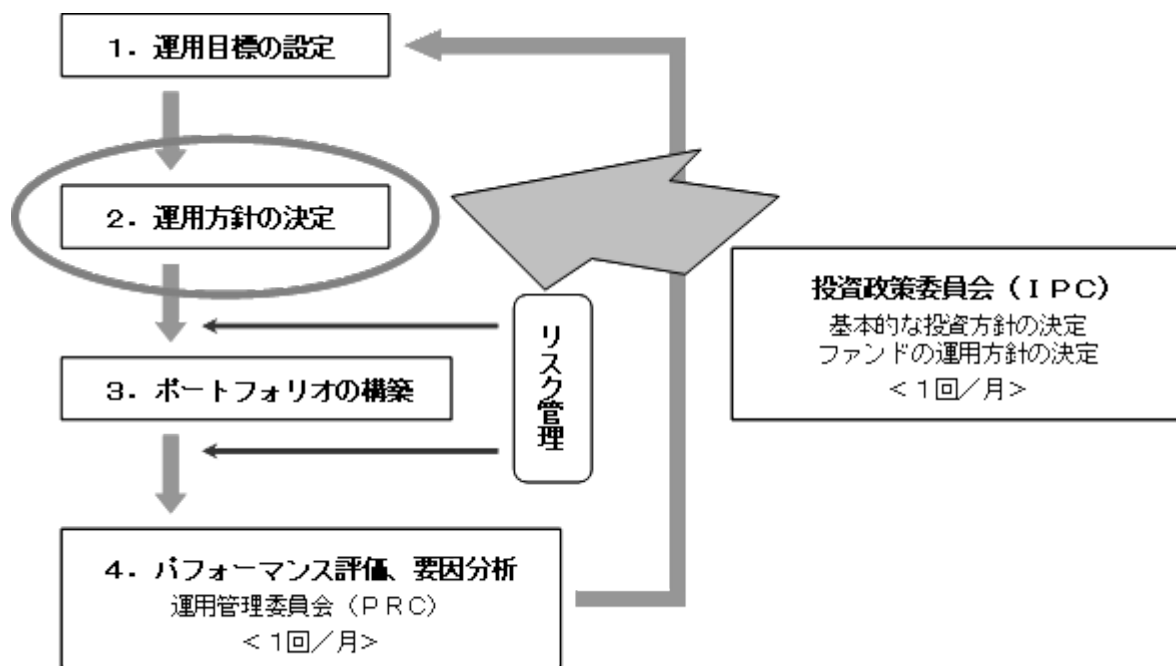 １．運用目標の設定
２．運用方針の決定
３．ポートフォリオの構築
リスク管理
４．パフォーマンス評価、要因分析
運用管理委員会（ＰＲＣ）
＜１回／月＞
投資政策委員会（ＩＰＣ）
基本的な投資方針の決定
ファンドの運用方針の決定
＜１回／月＞